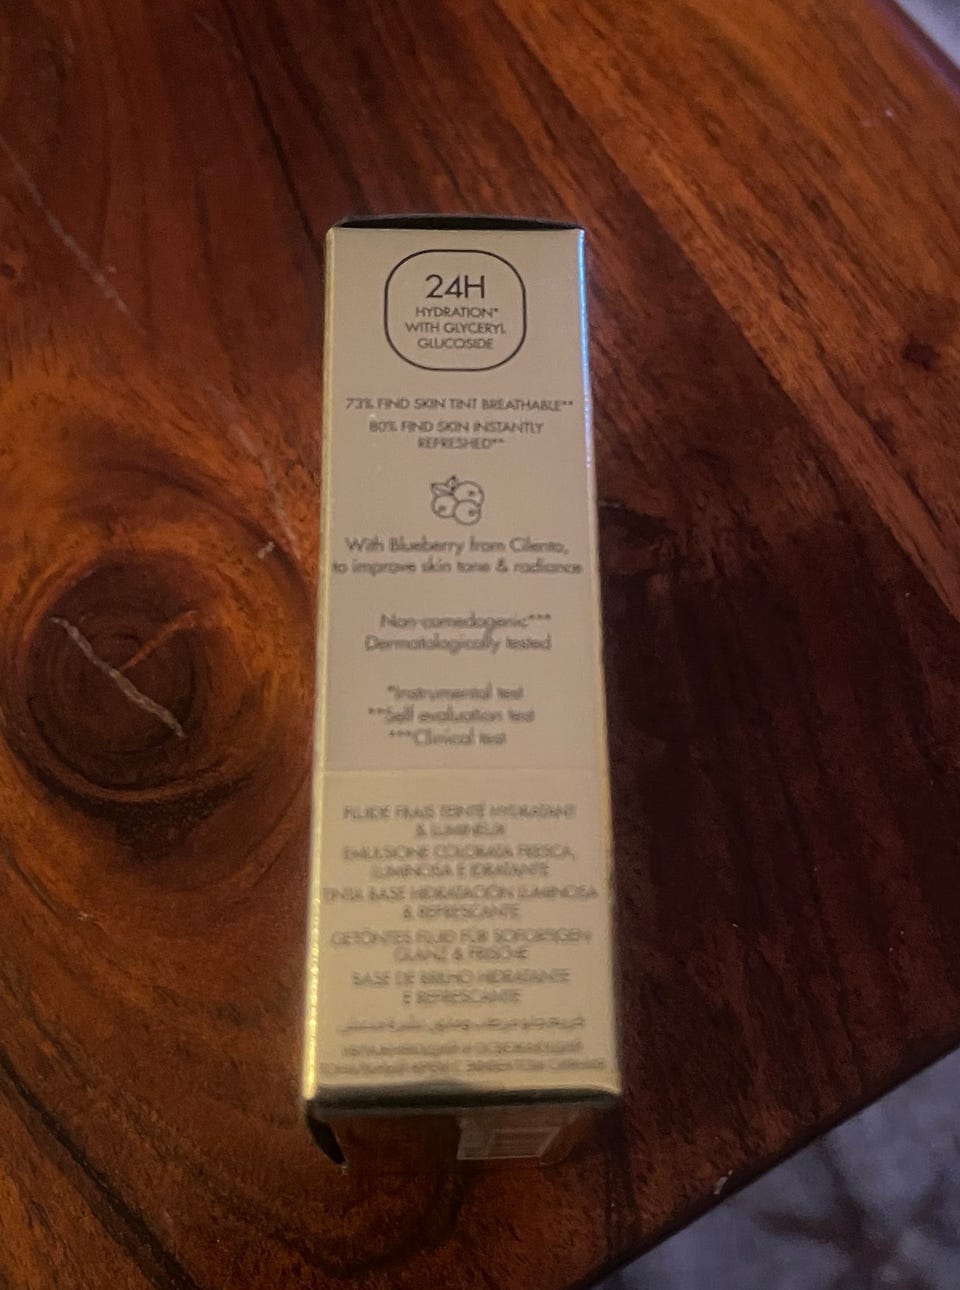 24H
HYDRATION*
WITH GLYCERYL
GLUCOSIDE
73% FIND SKIN TINT BREATHABLE**
80% FIND SKIN INSTANTLY
REFRESHED**
With Blueberry from Cilento,
to improve skin tone & radiance
Non-comedogenic***
Dermatologically tested
*Instrumental test
**Self evaluation test
***Clinical test
FLUIDE FRAIS TEINTÉ HYDRATANT
& LUMINEUX
EMULSIONE COLORATA FRESCA,
LUMINOSA E IDRATANTE
TINTA BASE HIDRATACIÓN LUMINOSA
& REFRESCANTE
GETÖNTES FLUID FÜR SOFORTIGEN
GLANZ & FRISCHE
BASE DE BRILHO HIDRATANTE
E REFRESCANTE